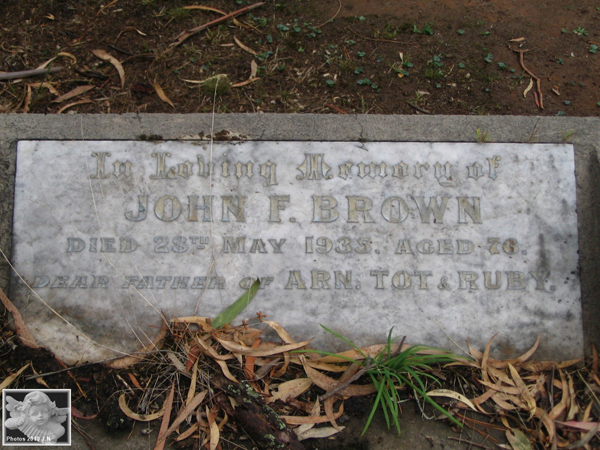 In Loving Memory of
JOHN F. BROWN
DIED 28TH MAY 1935. AGED 76.
DEAR FATHER OF ARN, TOT & RUBY.
Photos 2010 J.N